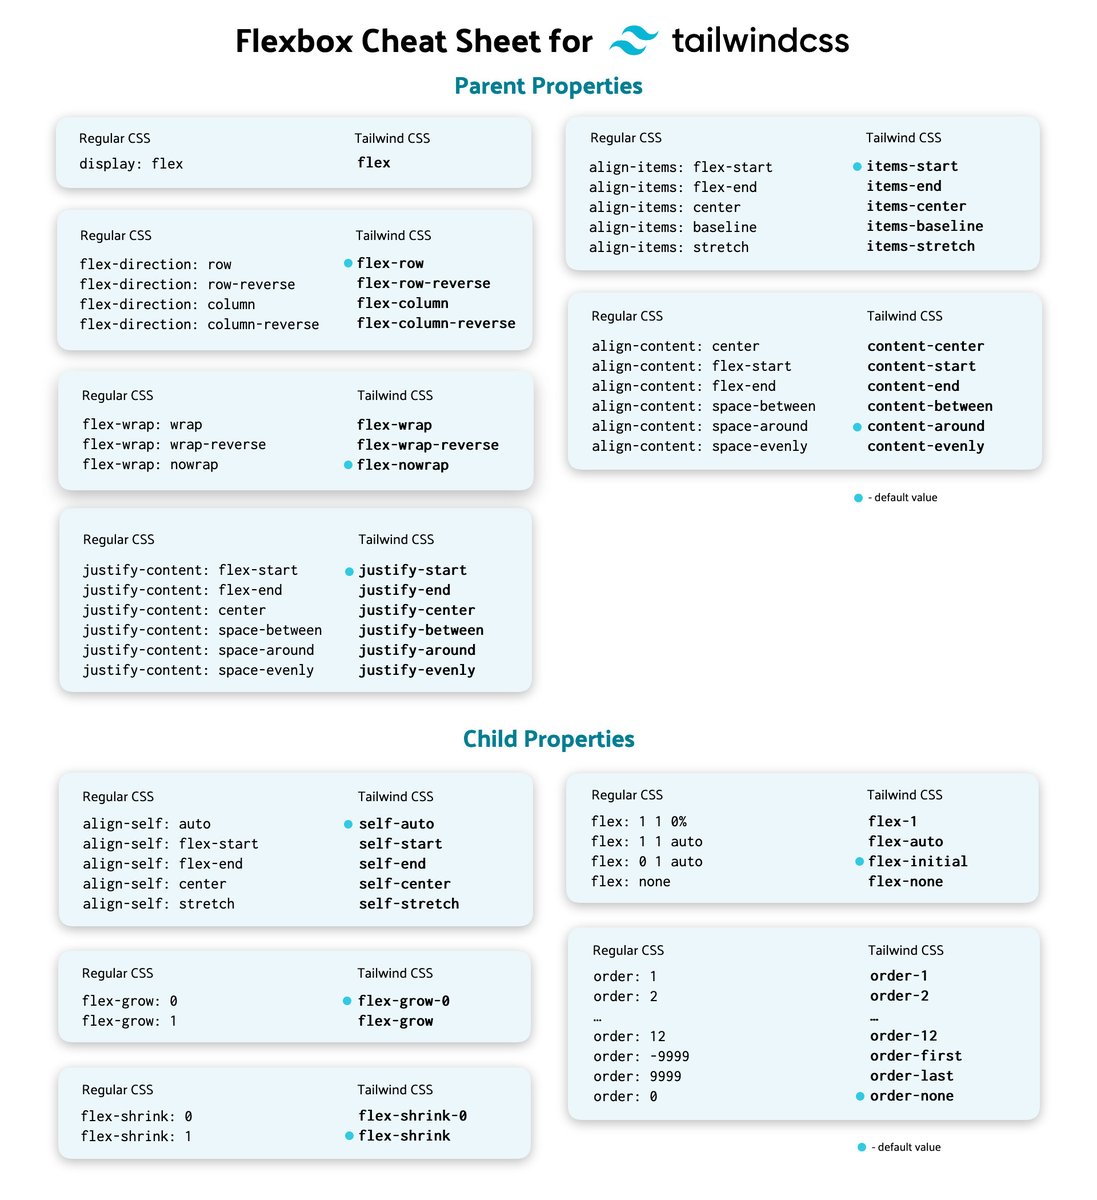 Flexbox Cheat Sheet for tailwindcss
Parent Properties
Regular CSS Tailwind CSS
display: flex flex
Regular CSS Tailwind CSS
flex-direction: row flex-row
flex-direction: row-reverse flex-row-reverse
flex-direction: column flex-column
flex-direction: column-reverse flex-column-reverse
Regular CSS Tailwind CSS
flex-wrap: wrap flex-wrap
flex-wrap: wrap-reverse flex-wrap-reverse
flex-wrap: nowrap flex-nowrap
Regular CSS Tailwind CSS
justify-content: flex-start justify-start
justify-content: flex-end justify-end
justify-content: center justify-center
justify-content: space-between justify-between
justify-content: space-around justify-around
justify-content: space-evenly justify-evenly
Regular CSS Tailwind CSS
align-items: flex-start items-start
align-items: flex-end items-end
align-items: center items-center
align-items: baseline items-baseline
align-items: stretch items-stretch
Regular CSS Tailwind CSS
align-content: center content-center
align-content: flex-start content-start
align-content: flex-end content-end
align-content: space-between content-between
align-content: space-around content-around
align-content: space-evenly content-evenly
- default value
Child Properties
Regular CSS Tailwind CSS
align-self: auto self-auto
align-self: flex-start self-start
align-self: flex-end self-end
align-self: center self-center
align-self: stretch self-stretch
Regular CSS Tailwind CSS
flex-grow: 0 flex-grow-0
flex-grow: 1 flex-grow
Regular CSS Tailwind CSS
flex-shrink: 0 flex-shrink-0
flex-shrink: 1 flex-shrink
Regular CSS Tailwind CSS
flex: 1 1 0% flex-1
flex: 1 1 auto flex-auto
flex: 0 1 auto flex-initial
flex: none flex-none
Regular CSS Tailwind CSS
order: 1 order-1
order: 2 order-2
… …
order: 12 order-12
order: -9999 order-first
order: 9999 order-last
order: 0 order-none
- default value